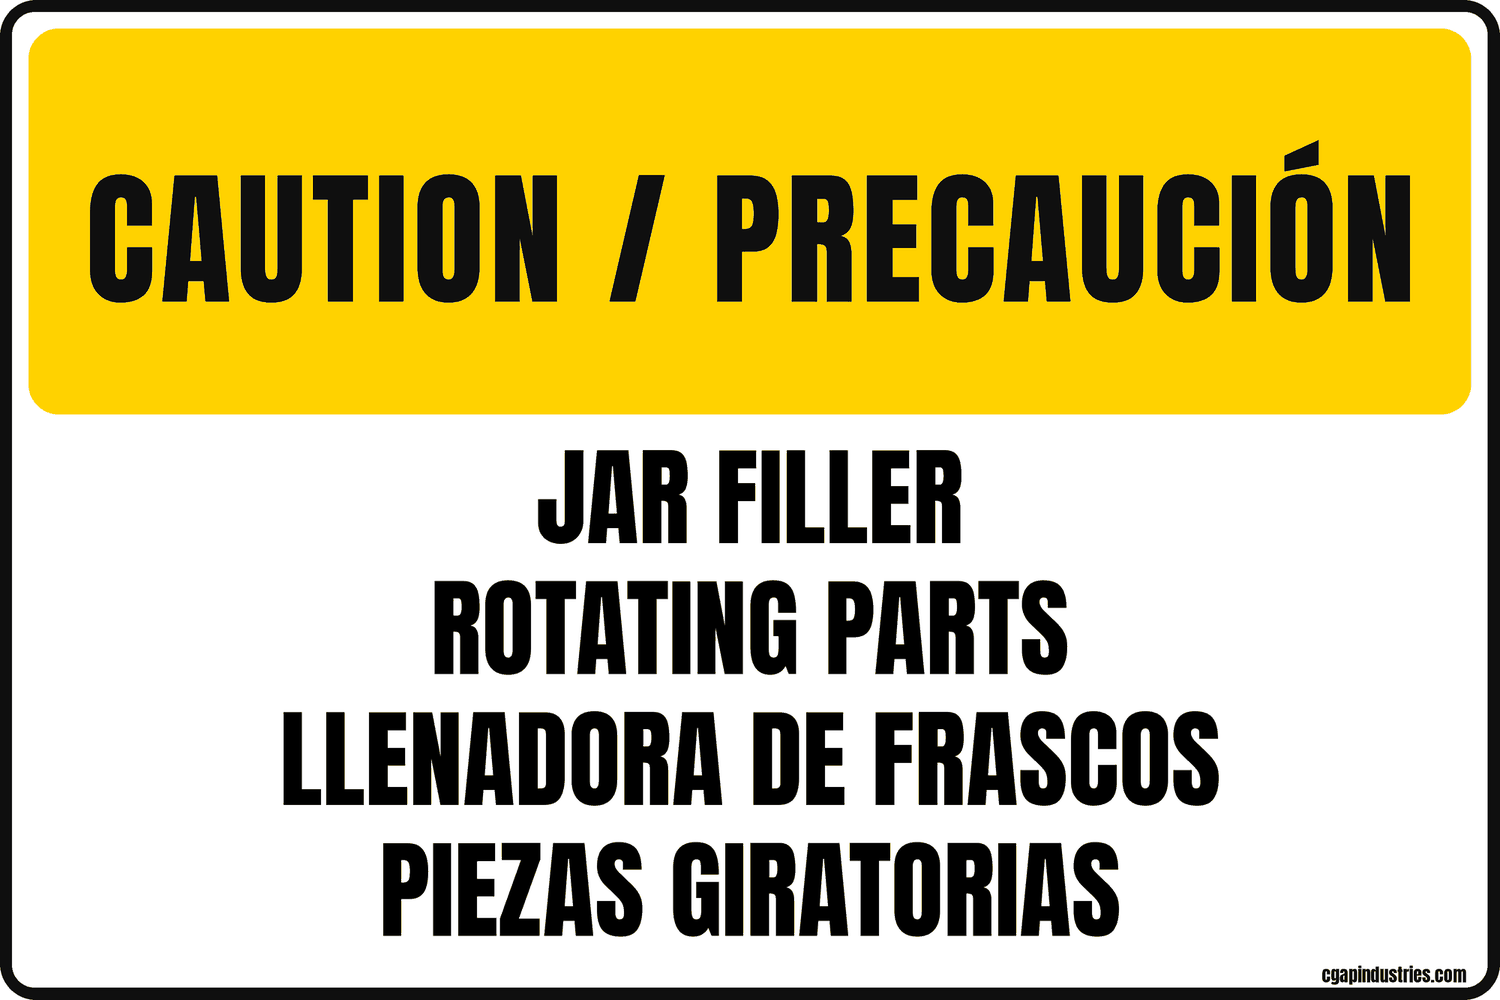 CAUTION / PRECAUCIÓN
JAR FILLER
ROTATING PARTS
LLENADORA DE FRASCOS
PIEZAS GIRATORIAS
cgapindustries.com